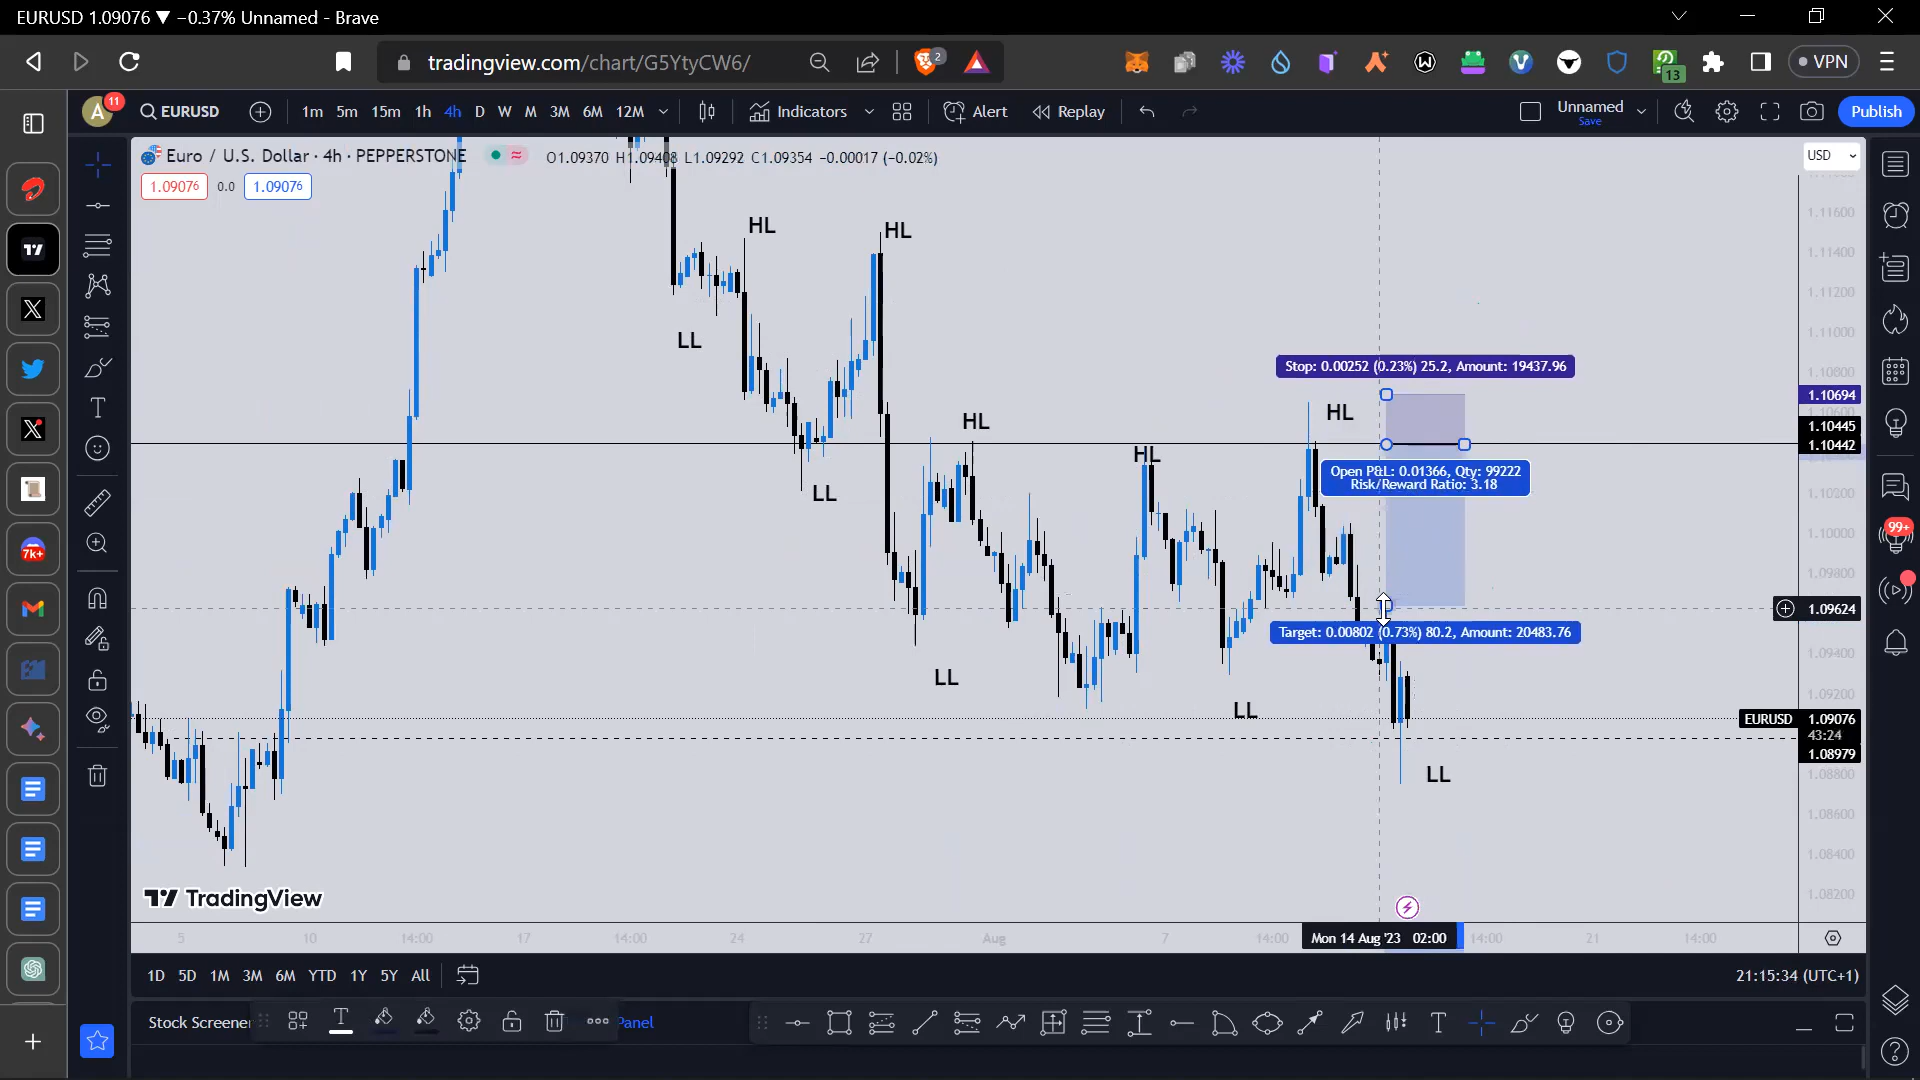 EURUSD 1.09076 ▼ −0.37% Unnamed - Brave
tradingview.com/chart/G5YtyCW6/
2
13
VPN
A
11
EURUSD
1m 5m 15m 1h 4h D W M 3M 6M 12M
Indicators
Alert
Replay
Unnamed
Save
Publish
Euro / U.S. Dollar · 4h · PEPPERSTONE
O1.09370 H1.09408 L1.09292 C1.09354 −0.00017 (−0.02%)
USD
1.09076 0.0 1.09076
1.11600
1.11400
1.11200
1.11000
1.10800
1.10694
1.10600
1.10445
1.10442
1.10200
1.10000
1.09800
1.09624
1.09400
1.09200
EURUSD 1.09076
43:24
1.08979
1.08800
1.08600
1.08400
1.08200
HL
HL
LL
HL
HL
HL
LL
LL
LL
LL
Stop: 0.00252 (0.23%) 25.2, Amount: 19437.96
Open P&L: 0.01366, Qty: 99222
Risk/Reward Ratio: 3.18
Target: 0.00802 (0.73%) 80.2, Amount: 20483.76
7k+
99+
TradingView
5 10 14:00 17 14:00 24 27 Aug 7 14:00 Mon 14 Aug '23 02:00 14:00 21 14:00
1D 5D 1M 3M 6M YTD 1Y 5Y All
21:15:34 (UTC+1)
Stock Screener
Panel